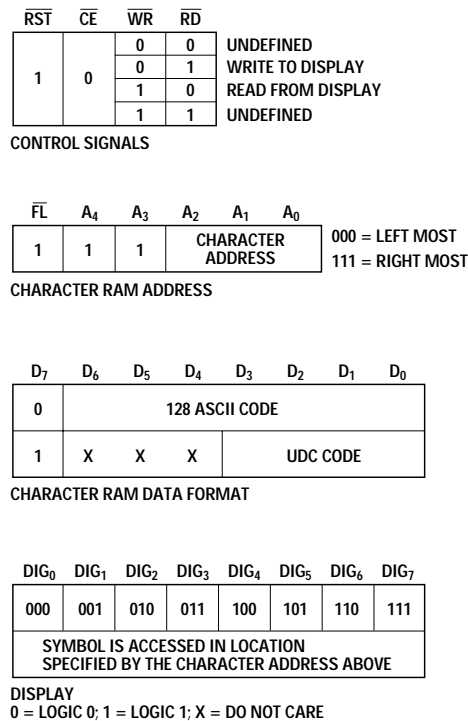 RST CE WR RD
1 0 0 0 UNDEFINED
0 1 WRITE TO DISPLAY
1 0 READ FROM DISPLAY
1 1 UNDEFINED
CONTROL SIGNALS
FL A4 A3 A2 A1 A0
1 1 1 CHARACTER ADDRESS
000 = LEFT MOST
111 = RIGHT MOST
CHARACTER RAM ADDRESS
D7 D6 D5 D4 D3 D2 D1 D0
0 128 ASCII CODE
1 X X X UDC CODE
CHARACTER RAM DATA FORMAT
DIG0 DIG1 DIG2 DIG3 DIG4 DIG5 DIG6 DIG7
000 001 010 011 100 101 110 111
SYMBOL IS ACCESSED IN LOCATION
SPECIFIED BY THE CHARACTER ADDRESS ABOVE
DISPLAY
0 = LOGIC 0; 1 = LOGIC 1; X = DO NOT CARE